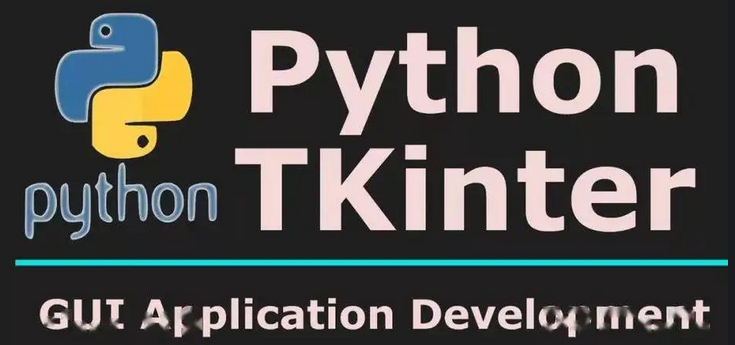 Python
python
TKinter
GUI Application Development